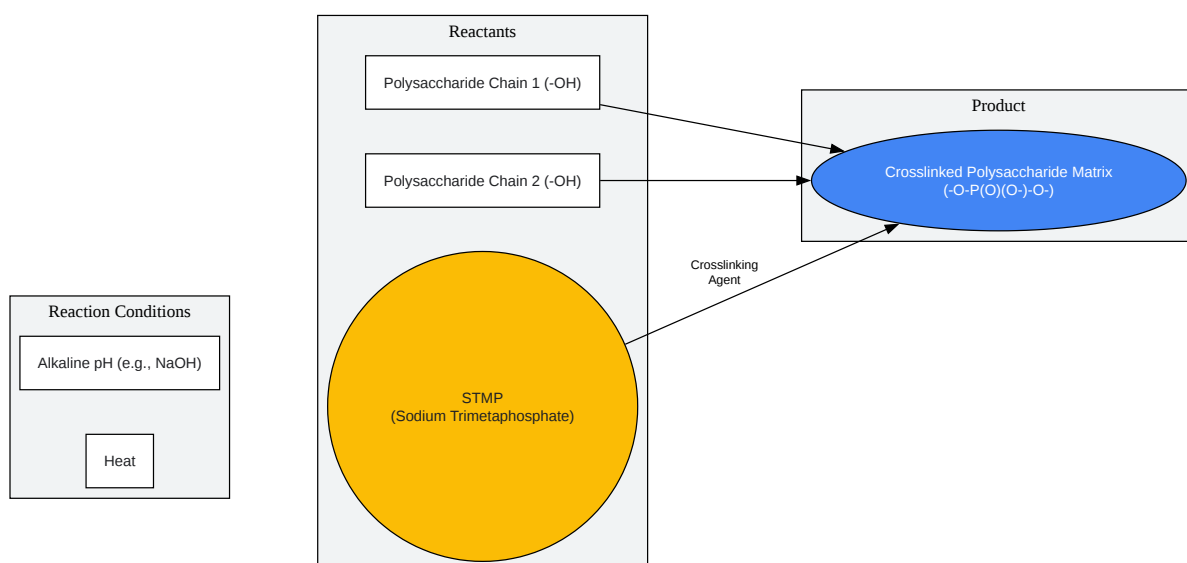 Reactants
Polysaccharide Chain 1 (-OH)
Polysaccharide Chain 2 (-OH)
STMP
(Sodium Trimetaphosphate)
Reaction Conditions
Alkaline pH (e.g., NaOH)
Heat
Crosslinking
Agent
Product
Crosslinked Polysaccharide Matrix
(-O-P(O)(O-)-O-)